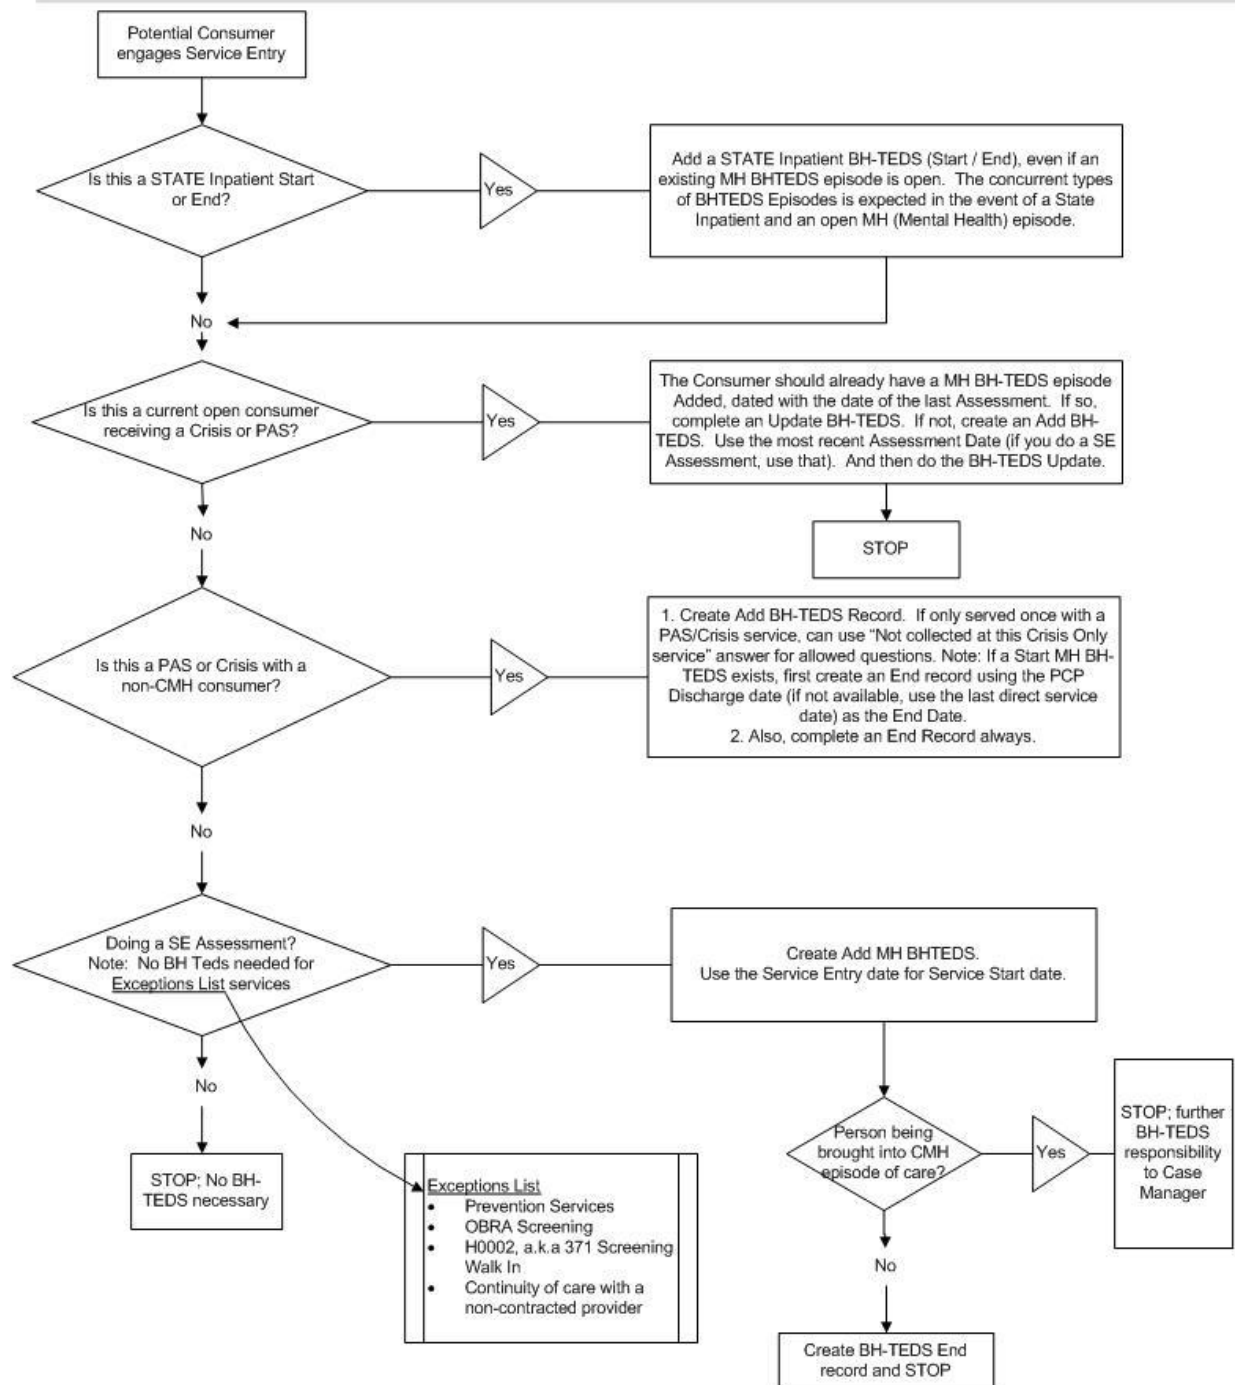 Potential Consumer
engages Service Entry
Is this a STATE Inpatient Start
or End?
Yes
Add a STATE Inpatient BH-TEDS (Start / End), even if an
existing MH BHTEDS episode is open.  The concurrent types
of BHTEDS Episodes is expected in the event of a State
Inpatient and an open MH (Mental Health) episode.
No
Is this a current open consumer
receiving a Crisis or PAS?
Yes
The Consumer should already have a MH BH-TEDS episode
Added, dated with the date of the last Assessment.  If so,
complete an Update BH-TEDS.  If not, create an Add BH-
TEDS.  Use the most recent Assessment Date (if you do a SE
Assessment, use that).  And then do the BH-TEDS Update.
No
STOP
Is this a PAS or Crisis with a
non-CMH consumer?
Yes
1. Create Add BH-TEDS Record.  If only served once with a
PAS/Crisis service, can use “Not collected at this Crisis Only
service” answer for allowed questions. Note: If a Start MH BH-
TEDS exists, first create an End record using the PCP
Discharge date (if not available, use the last direct service
date) as the End Date.
2. Also, complete an End Record always.
No
Doing a SE Assessment?
Note:  No BH Teds needed for
Exceptions List services
Yes
Create Add MH BHTEDS.
Use the Service Entry date for Service Start date.
No
STOP; No BH-
TEDS necessary
Exceptions List
• Prevention Services
• OBRA Screening
• H0002, a.k.a 371 Screening
Walk In
• Continuity of care with a
non-contracted provider
Person being
brought into CMH
episode of care?
Yes
STOP; further
BH-TEDS
responsibility
to Case
Manager
No
Create BH-TEDS End
record and STOP